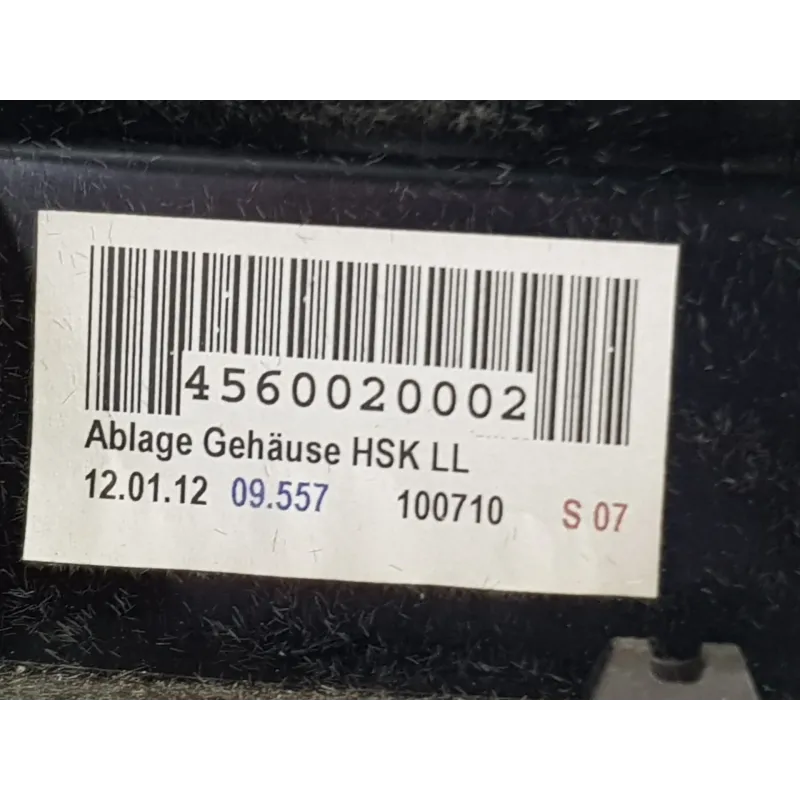 4560020002
Ablage Gehäuse HSK LL
12.01.12 09.557 100710 S 07